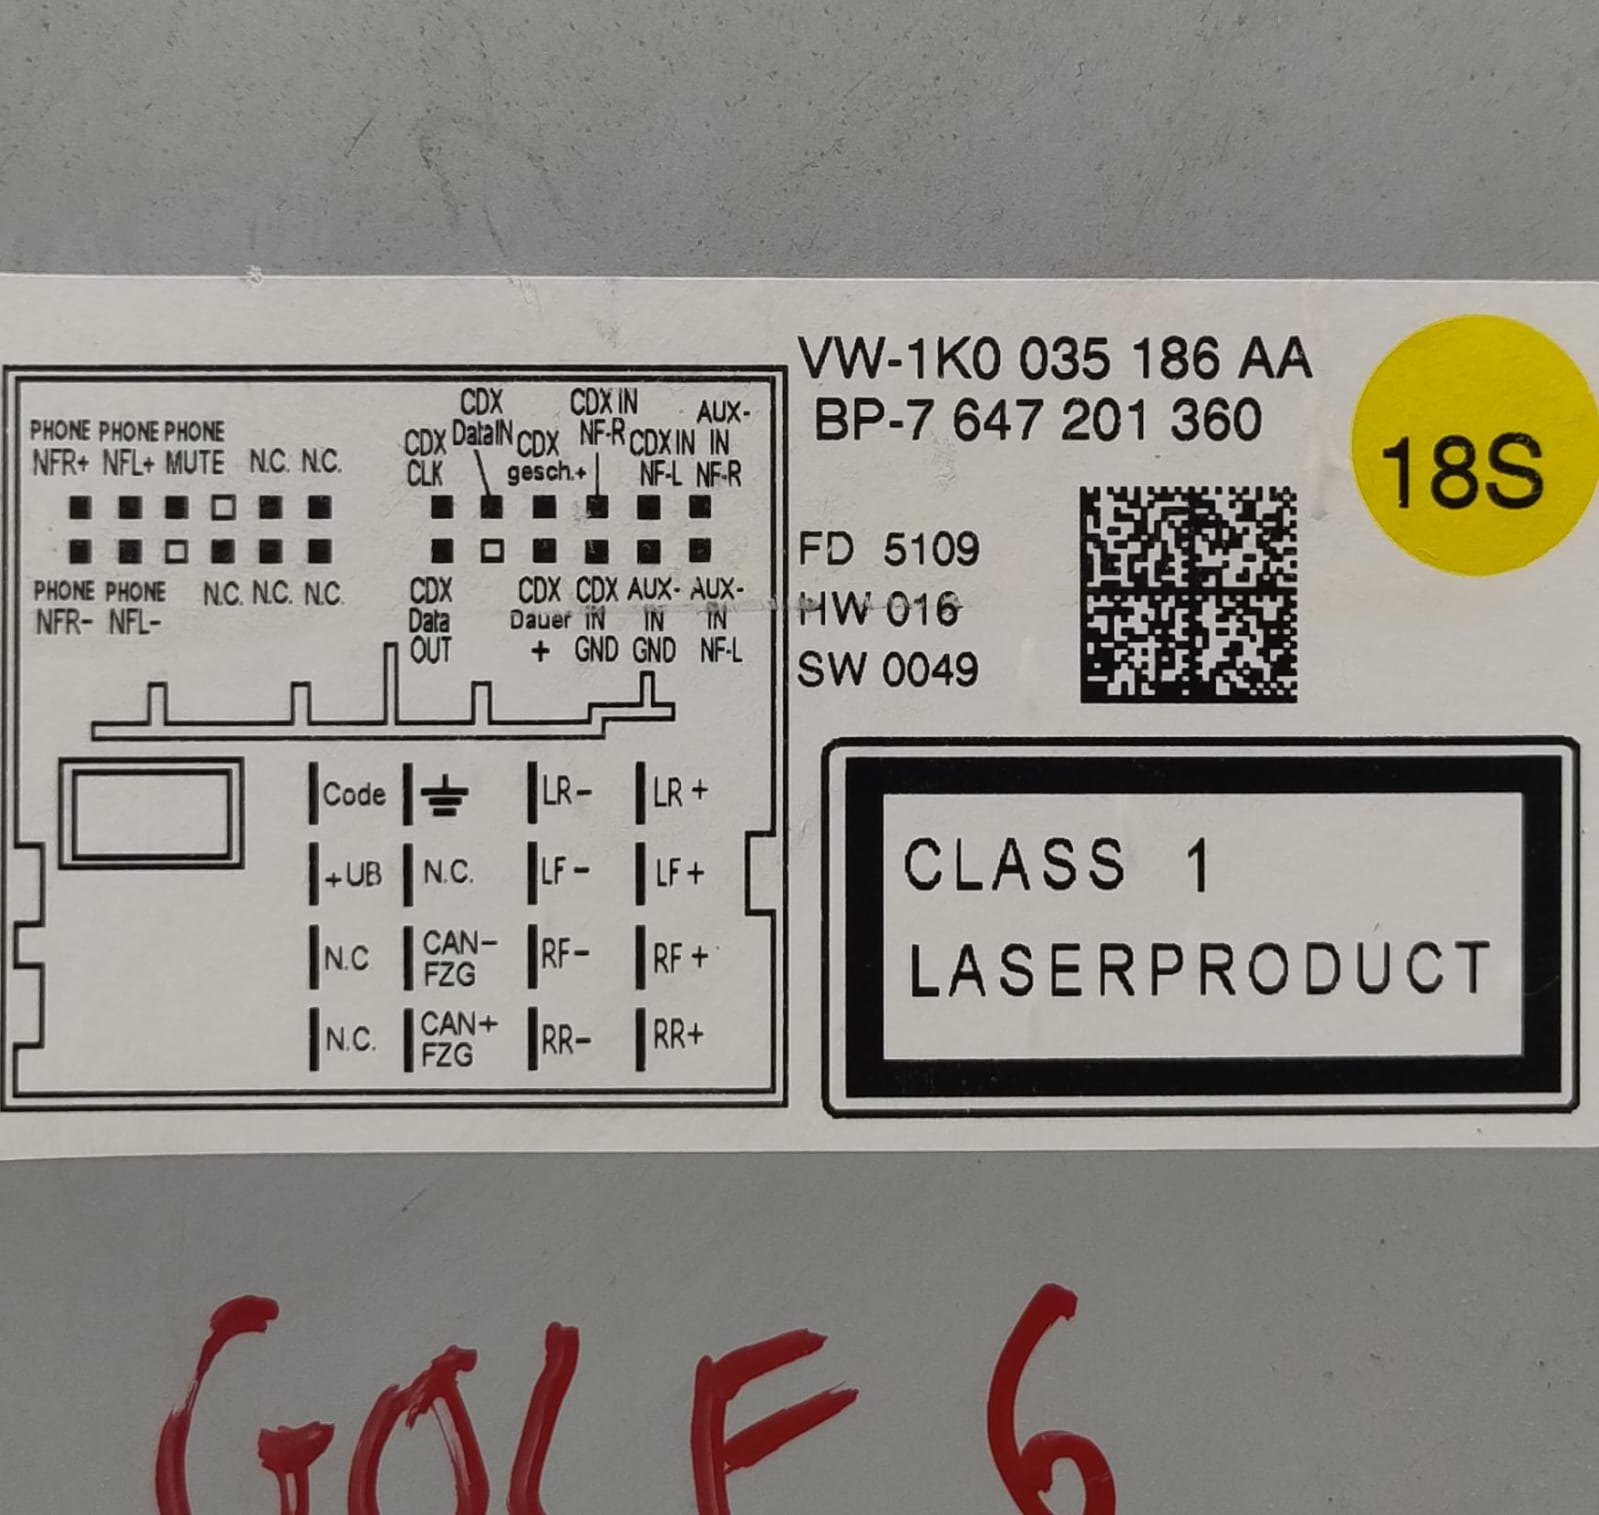 VW-1K0 035 186 AA
BP-7 647 201 360
18S
FD 5109
HW 016
SW 0049
CLASS 1
LASERPRODUCT
PHONE PHONE PHONE
NFR+ NFL+ MUTE N.C. N.C.
PHONE PHONE
NFR- NFL- N.C. N.C. N.C.
CDX
CLK
CDX
DataIN
CDX
gesch.+
CDX IN
NF-R
CDX IN
NF-L
AUX-
IN
NF-R
CDX
Data
OUT
CDX
Dauer
+
CDX
IN
GND
AUX-
IN
GND
AUX-
IN
NF-L
Code LR- LR+
+UB N.C. LF- LF+
N.C CAN- FZG RF- RF+
N.C. CAN+ FZG RR- RR+
GOLF 6